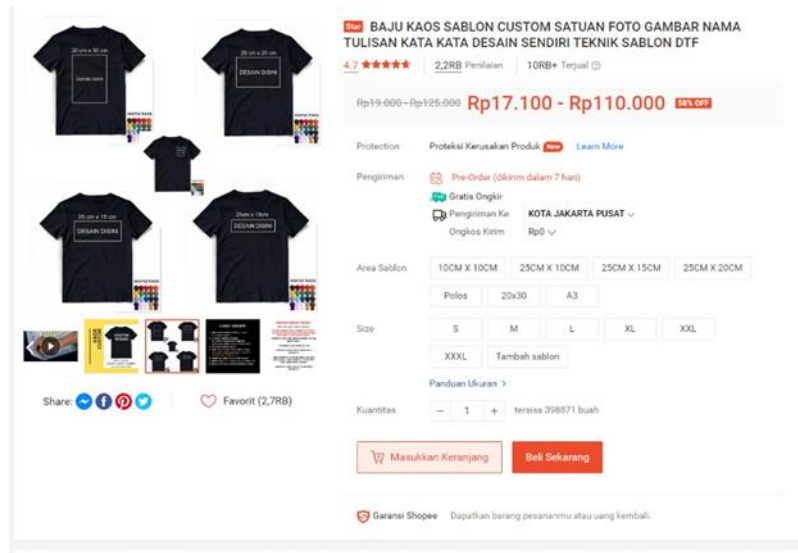 Star BAJU KAOS SABLON CUSTOM SATUAN FOTO GAMBAR NAMA
TULISAN KATA KATA DESAIN SENDIRI TEKNIK SABLON DTF
4.7 2,2RB Penilaian 10RB+ Terjual
Rp19.000 - Rp125.000 Rp17.100 - Rp110.000 58% OFF
Protection Proteksi Kerusakan Produk New Learn More
Pengiriman Pre-Order (dikirim dalam 7 hari)
Gratis Ongkir
Pengiriman Ke KOTA JAKARTA PUSAT
Ongkos Kirim Rp0
Area Sablon 10CM X 10CM 25CM X 10CM 25CM X 15CM 25CM X 20CM
Polos 20x30 A3
Size S M L XL XXL
XXXL Tambah sablon
Panduan Ukuran
Kuantitas - 1 + tersisa 398871 buah
Masukkan Keranjang Beli Sekarang
Garansi Shopee Dapatkan barang pesananmu atau uang kembali.
DESAIN DISINI
DESAIN DISINI
DESAIN DISINI
DESAIN DISINI
Share: Favorit (2,7RB)